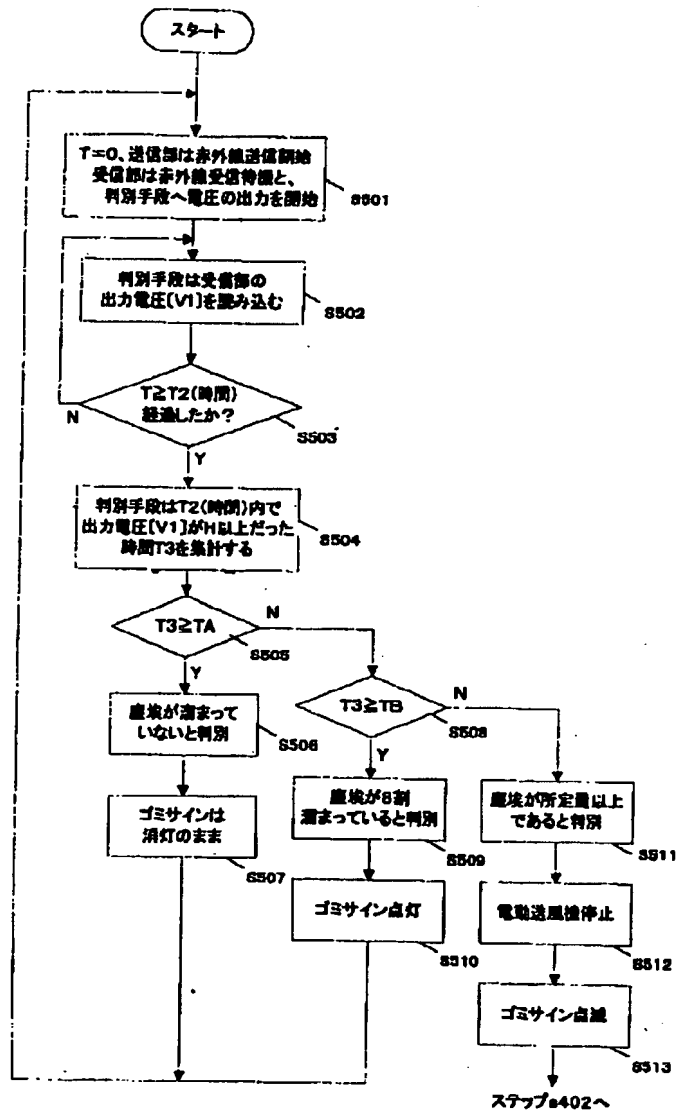 スタート
T=0、送信部は赤外線送信開始
受信部は赤外線受信待機と、
判別手段へ電圧の出力を開始
S501
判別手段は受信部の
出力電圧[V1]を読み込む
S502
T≧T2(時間)
経過したか？
S503
N
Y
判別手段はT2(時間)内で
出力電圧[V1]がH以上だった
時間T3を集計する
S504
T3≧TA
S505
N
Y
塵埃が溜まって
いないと判別
S506
ゴミサインは
消灯のまま
S507
T3≧TB
S508
N
Y
塵埃が8割
溜まっていると判別
S509
ゴミサイン点灯
S510
塵埃が所定量以上
であると判別
S511
電動送風機停止
S512
ゴミサイン点滅
S513
ステップs402へ